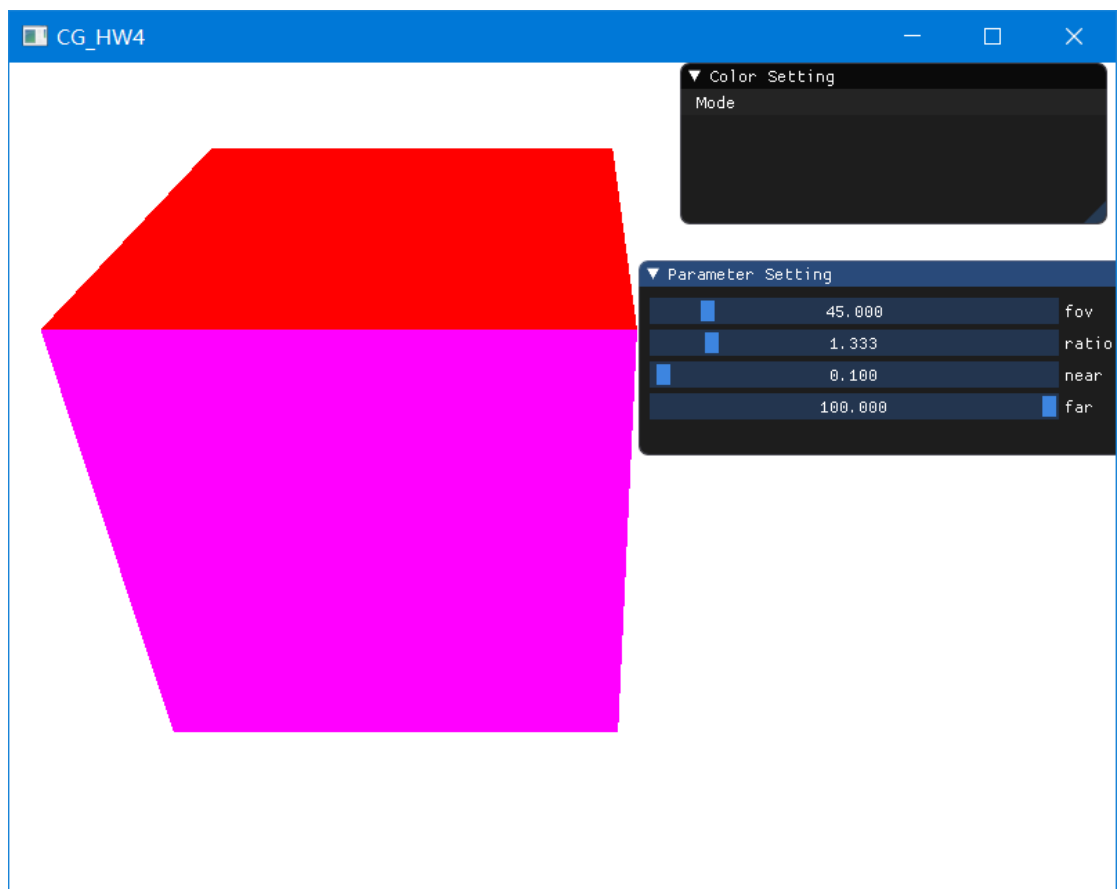 CG_HW4
Color Setting
Mode
Parameter Setting
45.000 fov
1.333 ratio
0.100 near
100.000 far